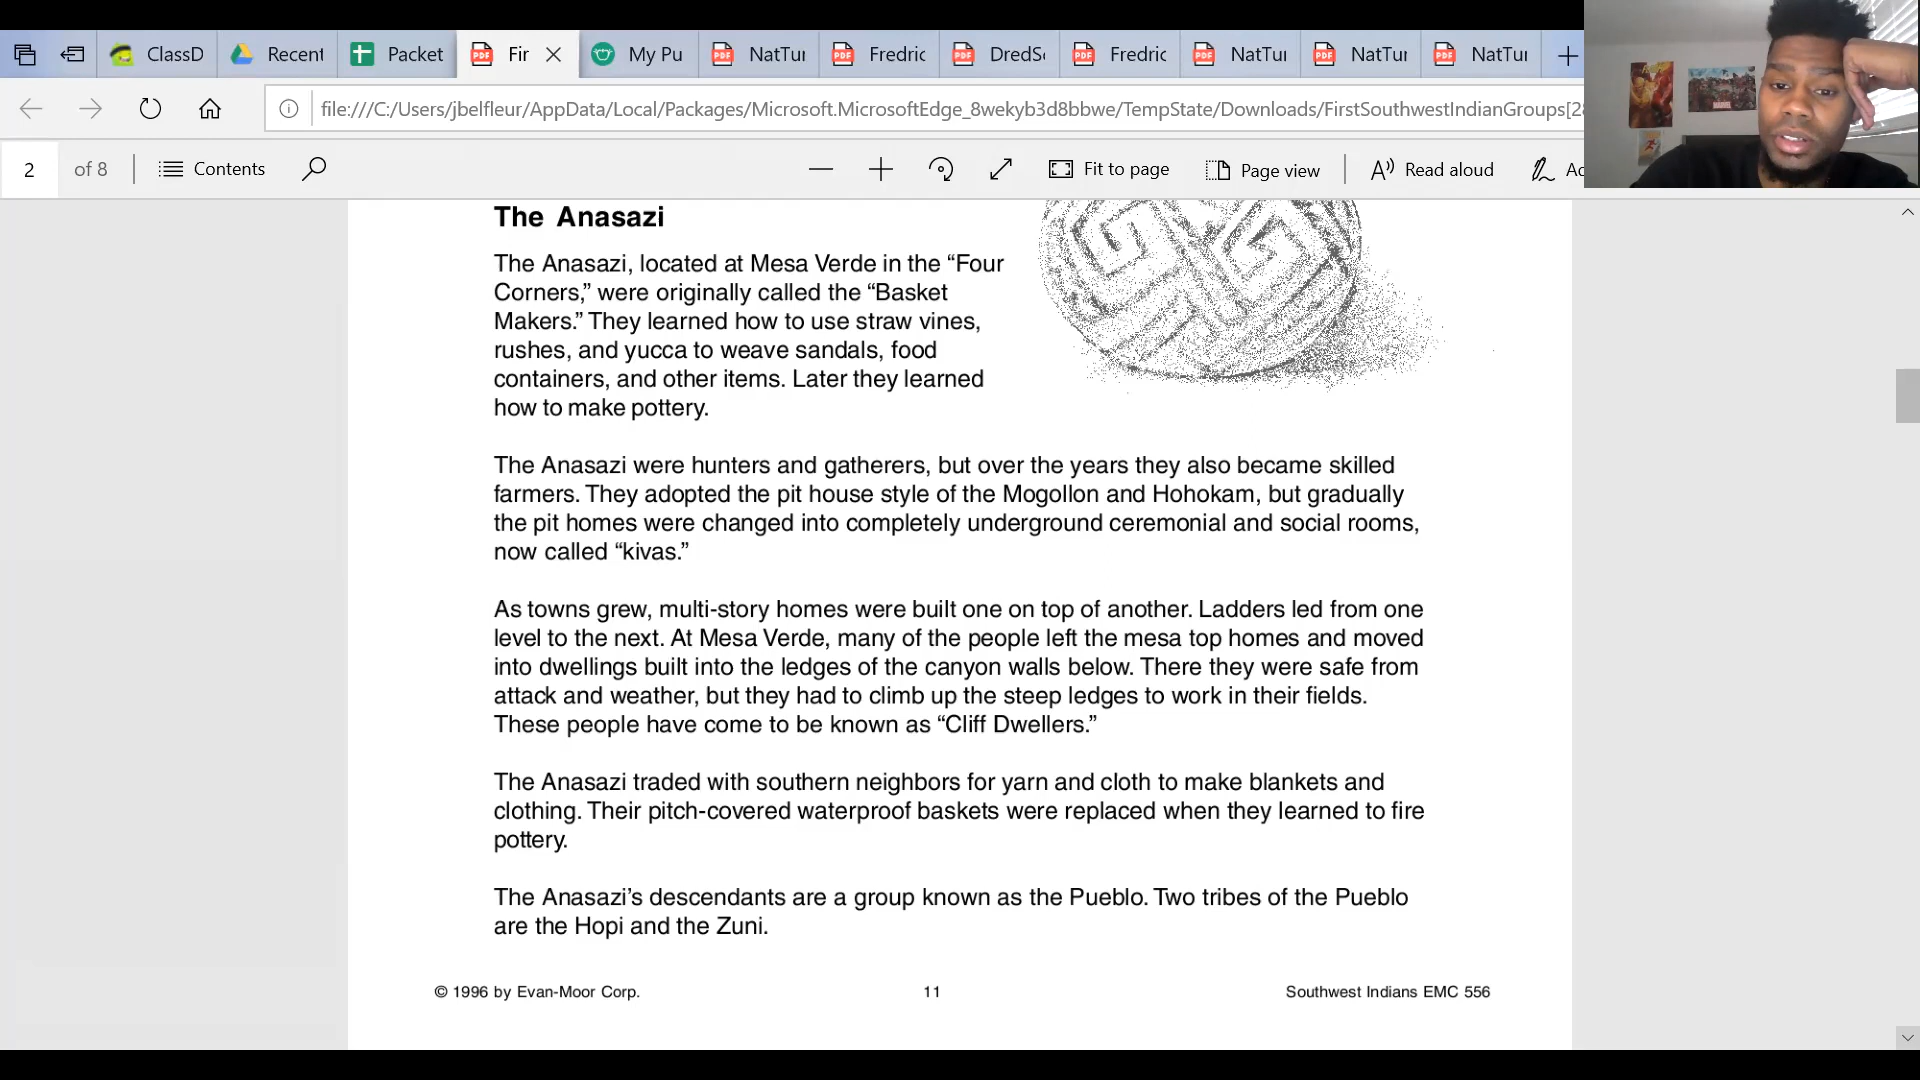 ClassD
Recent
Packet
Fir
My Pu
NatTur
Fredric
DredSc
Fredric
NatTur
NatTur
NatTur
file:///C:/Users/jbelfleur/AppData/Local/Packages/Microsoft.MicrosoftEdge_8wekyb3d8bbwe/TempState/Downloads/FirstSouthwestIndianGroups[28
2 of 8
Contents
Fit to page
Page view
Read aloud
Ad
MARVEL
The Anasazi
The Anasazi, located at Mesa Verde in the “Four
Corners,” were originally called the “Basket
Makers.” They learned how to use straw vines,
rushes, and yucca to weave sandals, food
containers, and other items. Later they learned
how to make pottery.
The Anasazi were hunters and gatherers, but over the years they also became skilled
farmers. They adopted the pit house style of the Mogollon and Hohokam, but gradually
the pit homes were changed into completely underground ceremonial and social rooms,
now called “kivas.”
As towns grew, multi-story homes were built one on top of another. Ladders led from one
level to the next. At Mesa Verde, many of the people left the mesa top homes and moved
into dwellings built into the ledges of the canyon walls below. There they were safe from
attack and weather, but they had to climb up the steep ledges to work in their fields.
These people have come to be known as “Cliff Dwellers.”
The Anasazi traded with southern neighbors for yarn and cloth to make blankets and
clothing. Their pitch-covered waterproof baskets were replaced when they learned to fire
pottery.
The Anasazi’s descendants are a group known as the Pueblo. Two tribes of the Pueblo
are the Hopi and the Zuni.
© 1996 by Evan-Moor Corp.
11
Southwest Indians EMC 556